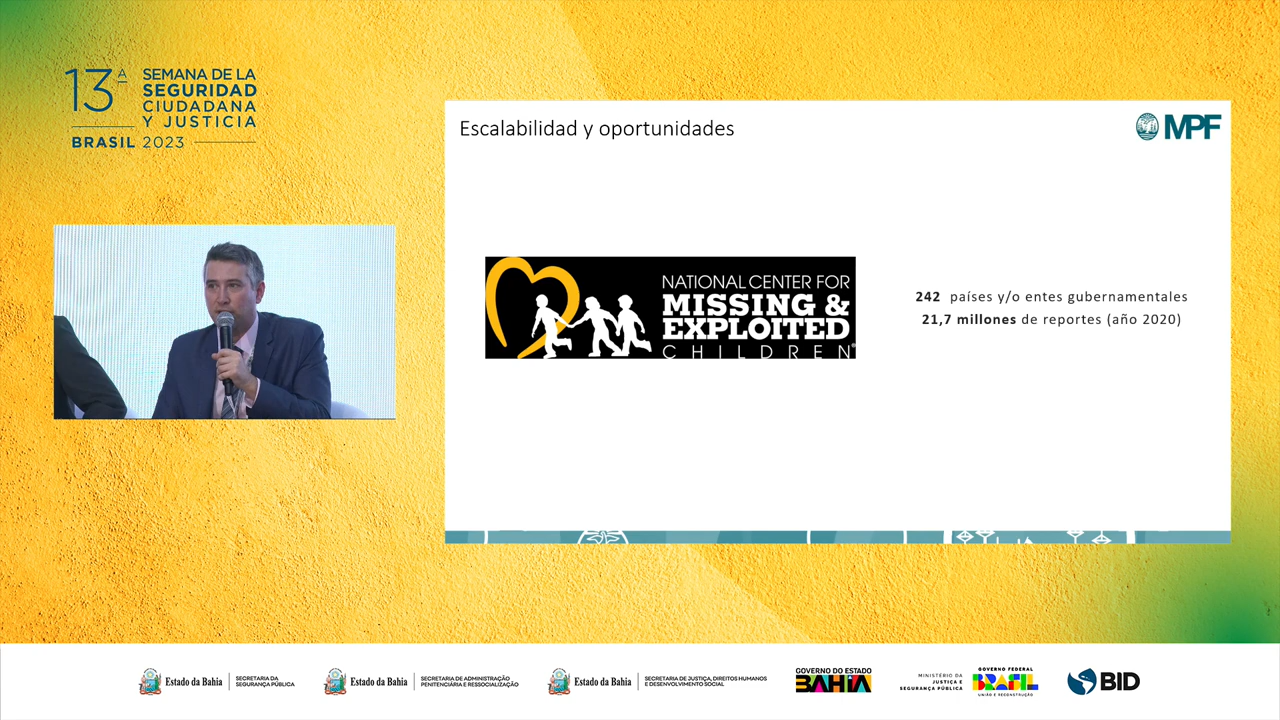 13ª
SEMANA DE LA
SEGURIDAD
CIUDADANA
Y JUSTICIA
BRASIL 2023
Escalabilidad y oportunidades
MPF
NATIONAL CENTER FOR
MISSING &
EXPLOITED
CHILDREN®
242 países y/o entes gubernamentales
21,7 millones de reportes (año 2020)
Estado da Bahia
SECRETARIA DA
SEGURANÇA PÚBLICA
Estado da Bahia
SECRETARIA DE ADMINISTRAÇÃO
PENITENCIÁRIA E RESSOCIALIZAÇÃO
Estado da Bahia
SECRETARIA DE JUSTIÇA, DIREITOS HUMANOS
E DESENVOLVIMENTO SOCIAL
GOVERNO DO ESTADO
BAHIA
MINISTÉRIO DA
JUSTIÇA E
SEGURANÇA PÚBLICA
GOVERNO FEDERAL
BRASIL
UNIÃO E RECONSTRUÇÃO
BID